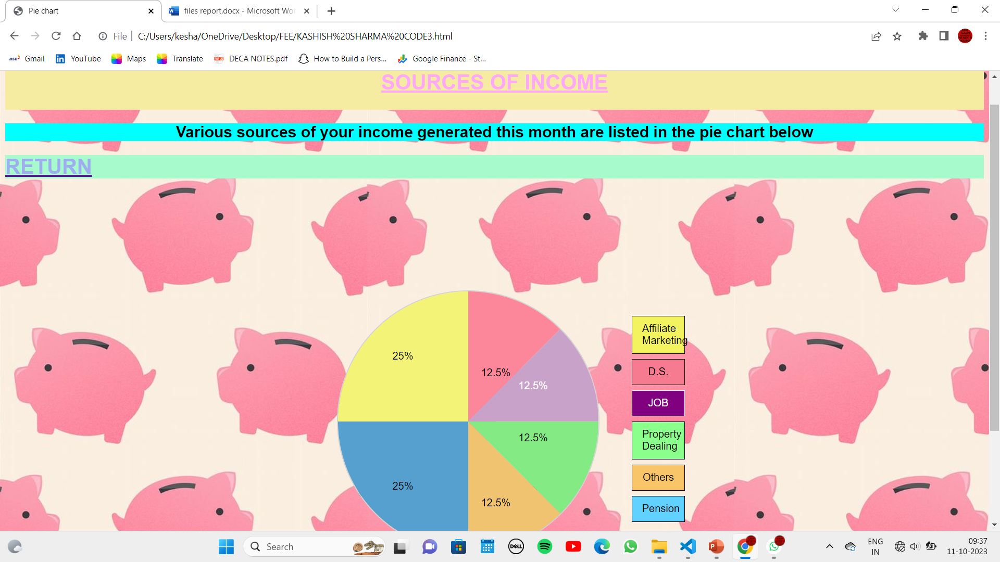 Pie chart
files report.docx - Microsoft Wo
File
C:/Users/kesha/OneDrive/Desktop/FEE/KASHISH%20SHARMA%20CODE3.html
BSE
Gmail
YouTube
Maps
Translate
DECA NOTES.pdf
How to Build a Pers...
Google Finance - St...
SOURCES OF INCOME
Various sources of your income generated this month are listed in the pie chart below
RETURN
25%
12.5%
12.5%
12.5%
25%
12.5%
Affiliate
Marketing
D.S.
JOB
Property
Dealing
Others
Pension
Search
DELL
ENG
IN
09:37
11-10-2023